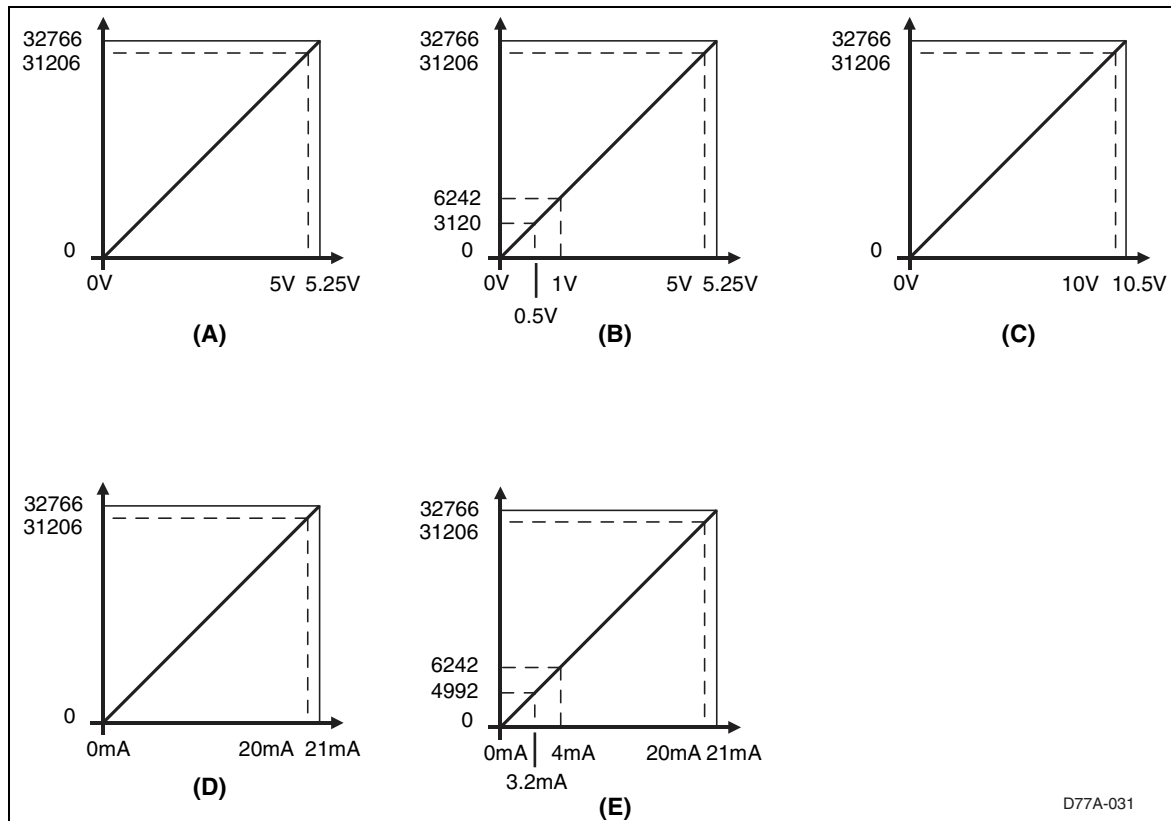 32766
31206
0
0V 5V 5.25V
(A)
32766
31206
6242
3120
0
0V 1V 5V 5.25V
0.5V
(B)
32766
31206
0
0V 10V 10.5V
(C)
32766
31206
0
0mA 20mA 21mA
(D)
32766
31206
6242
4992
0
0mA 4mA 20mA 21mA
3.2mA
(E)
D77A-031